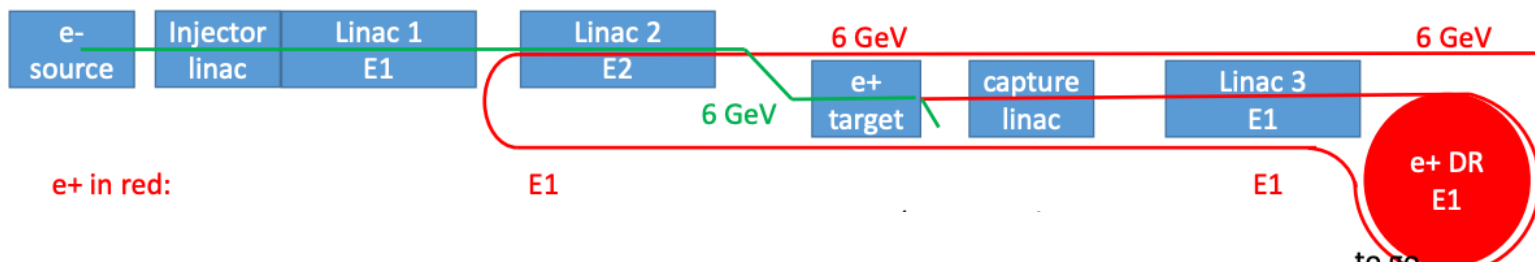 e-
source
Injector
linac
Linac 1
E1
Linac 2
E2
6 GeV
6 GeV
6 GeV
e+
target
capture
linac
Linac 3
E1
e+ DR
E1
e+ in red:
E1
E1